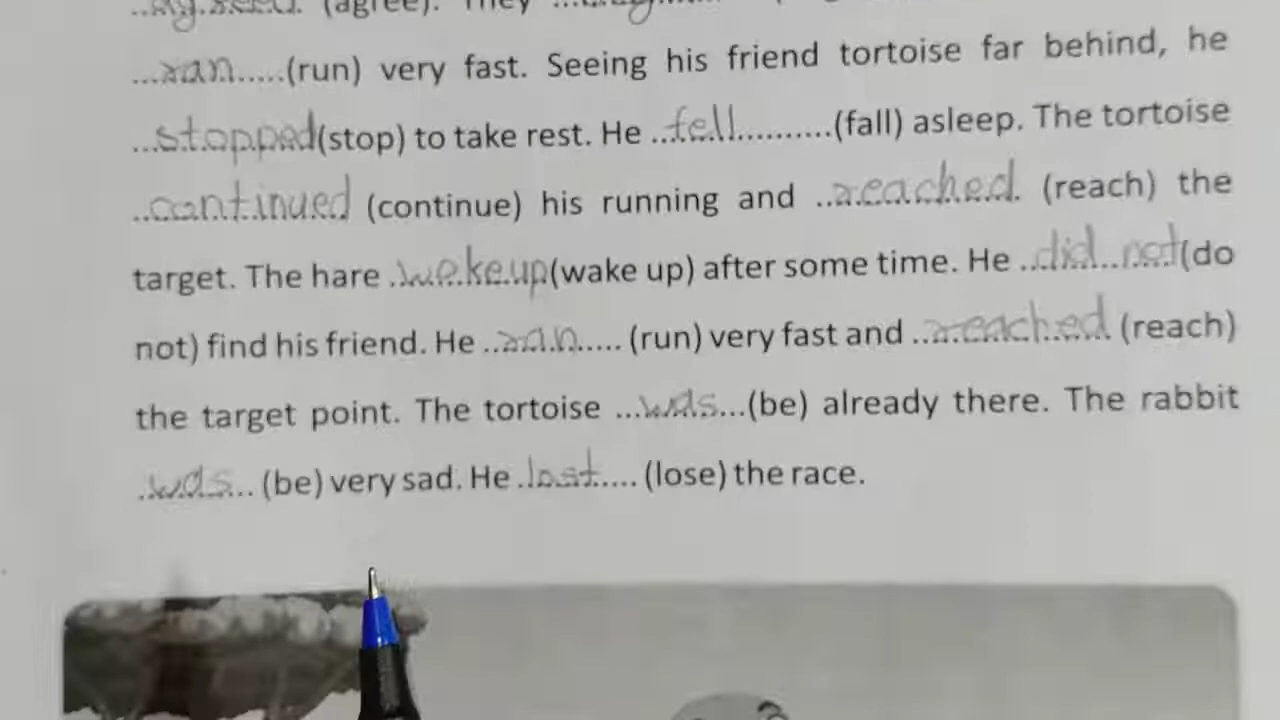 (agree). They
...ran.....(run) very fast. Seeing his friend tortoise far behind, he
...stopped(stop) to take rest. He ...fell..........(fall) asleep. The tortoise
..continued (continue) his running and ..reached. (reach) the
target. The hare .wekeup(wake up) after some time. He ...did not(do
not) find his friend. He ...ran..... (run) very fast and ..reached (reach)
the target point. The tortoise ...was...(be) already there. The rabbit
.was... (be) very sad. He .lost.... (lose) the race.